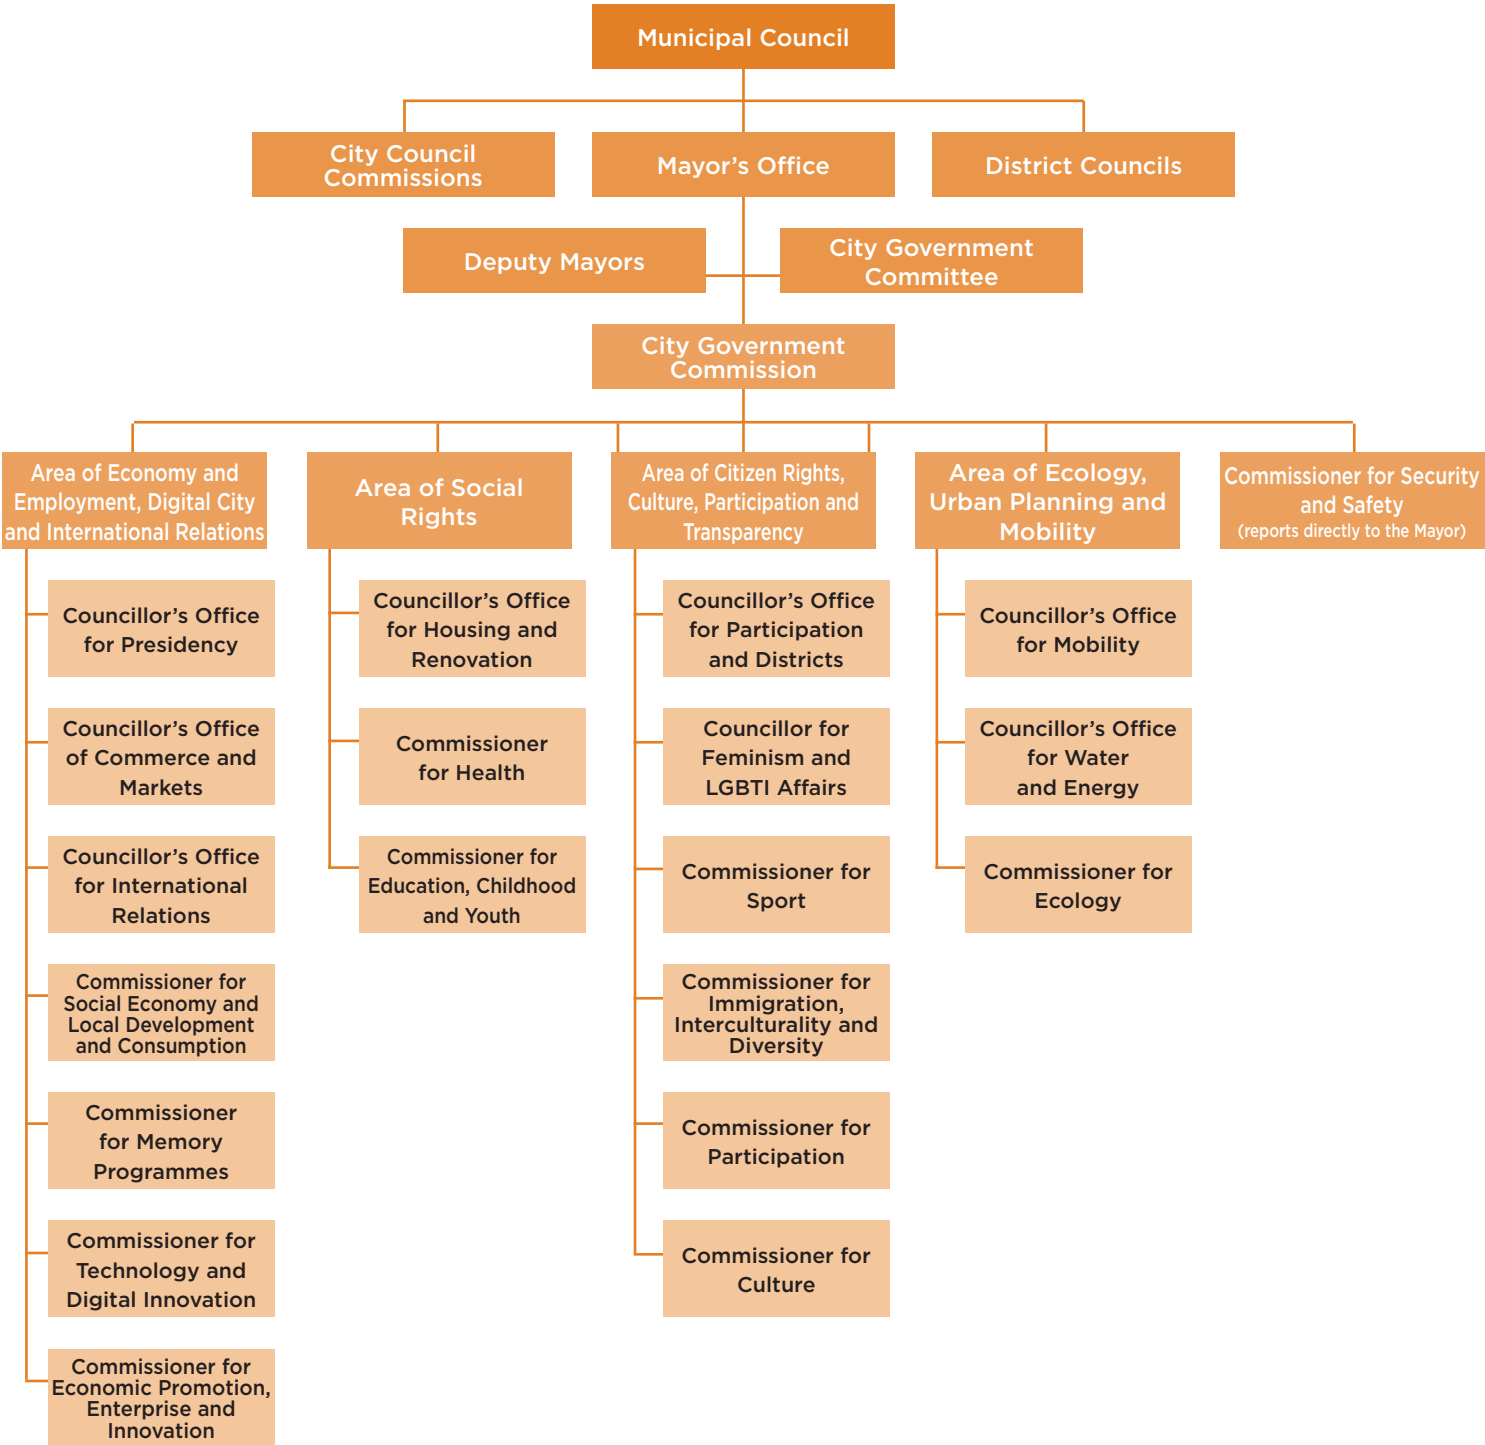 Municipal Council
City Council
Commissions
Mayor’s Office
District Councils
Deputy Mayors
City Government
Committee
City Government
Commission
Area of Economy and
Employment, Digital City
and International Relations
Area of Social
Rights
Area of Citizen Rights,
Culture, Participation and
Transparency
Area of Ecology,
Urban Planning and
Mobility
Commissioner for Security
and Safety
(reports directly to the Mayor)
Councillor’s Office
for Presidency
Councillor’s Office
of Commerce and
Markets
Councillor’s Office
for International
Relations
Commissioner for
Social Economy and
Local Development
and Consumption
Commissioner
for Memory
Programmes
Commissioner for
Technology and
Digital Innovation
Commissioner for
Economic Promotion,
Enterprise and
Innovation
Councillor’s Office
for Housing and
Renovation
Commissioner
for Health
Commissioner for
Education, Childhood
and Youth
Councillor’s Office
for Participation
and Districts
Councillor for
Feminism and
LGBTI Affairs
Commissioner for
Sport
Commissioner for
Immigration,
Interculturality and
Diversity
Commissioner for
Participation
Commissioner for
Culture
Councillor’s Office
for Mobility
Councillor’s Office
for Water
and Energy
Commissioner for
Ecology